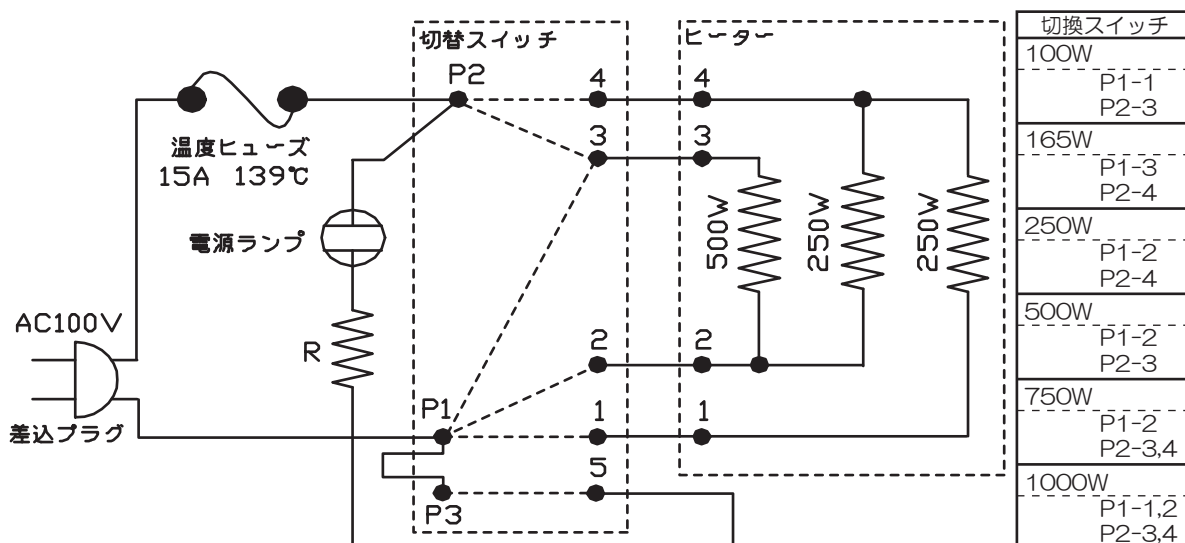 切替スイッチ
P2
4
3
2
P1
1
5
P3
温度ヒューズ
15A 139℃
電源ランプ
R
AC100V
差込プラグ
ヒーター
4
3
2
1
500W
250W
250W
切換スイッチ
100W
P1-1
P2-3
165W
P1-3
P2-4
250W
P1-2
P2-4
500W
P1-2
P2-3
750W
P1-2
P2-3,4
1000W
P1-1,2
P2-3,4